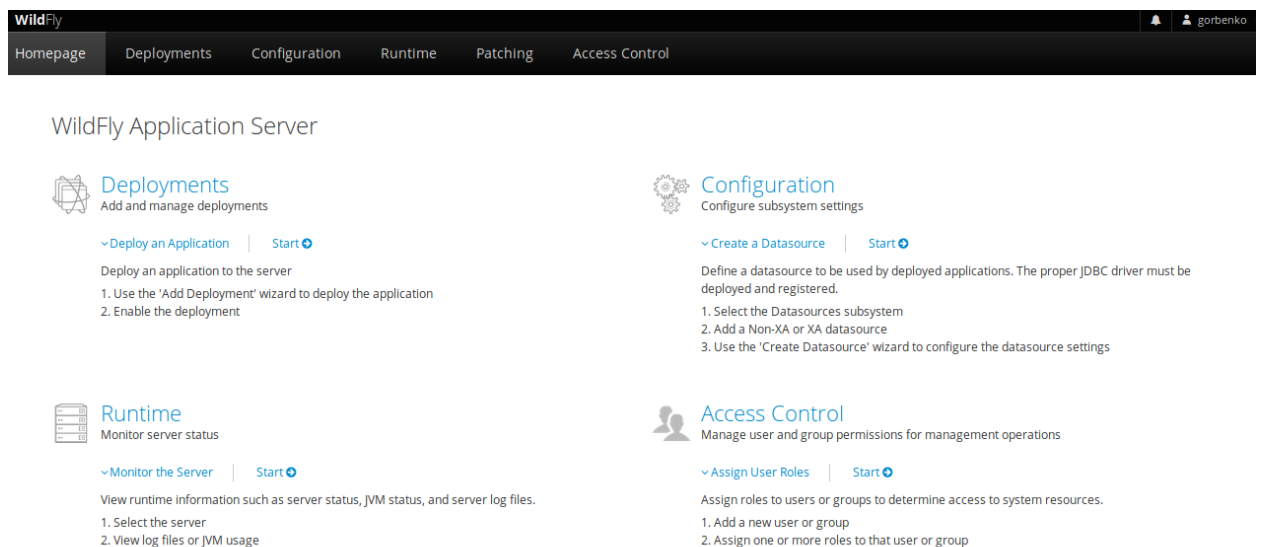 WildFly
gorbenko
Homepage Deployments Configuration Runtime Patching Access Control
WildFly Application Server
Deployments
Add and manage deployments
Deploy an Application Start
Deploy an application to the server
1. Use the 'Add Deployment' wizard to deploy the application
2. Enable the deployment
Configuration
Configure subsystem settings
Create a Datasource Start
Define a datasource to be used by deployed applications. The proper JDBC driver must be
deployed and registered.
1. Select the Datasources subsystem
2. Add a Non-XA or XA datasource
3. Use the 'Create Datasource' wizard to configure the datasource settings
Runtime
Monitor server status
Monitor the Server Start
View runtime information such as server status, JVM status, and server log files.
1. Select the server
2. View log files or JVM usage
Access Control
Manage user and group permissions for management operations
Assign User Roles Start
Assign roles to users or groups to determine access to system resources.
1. Add a new user or group
2. Assign one or more roles to that user or group